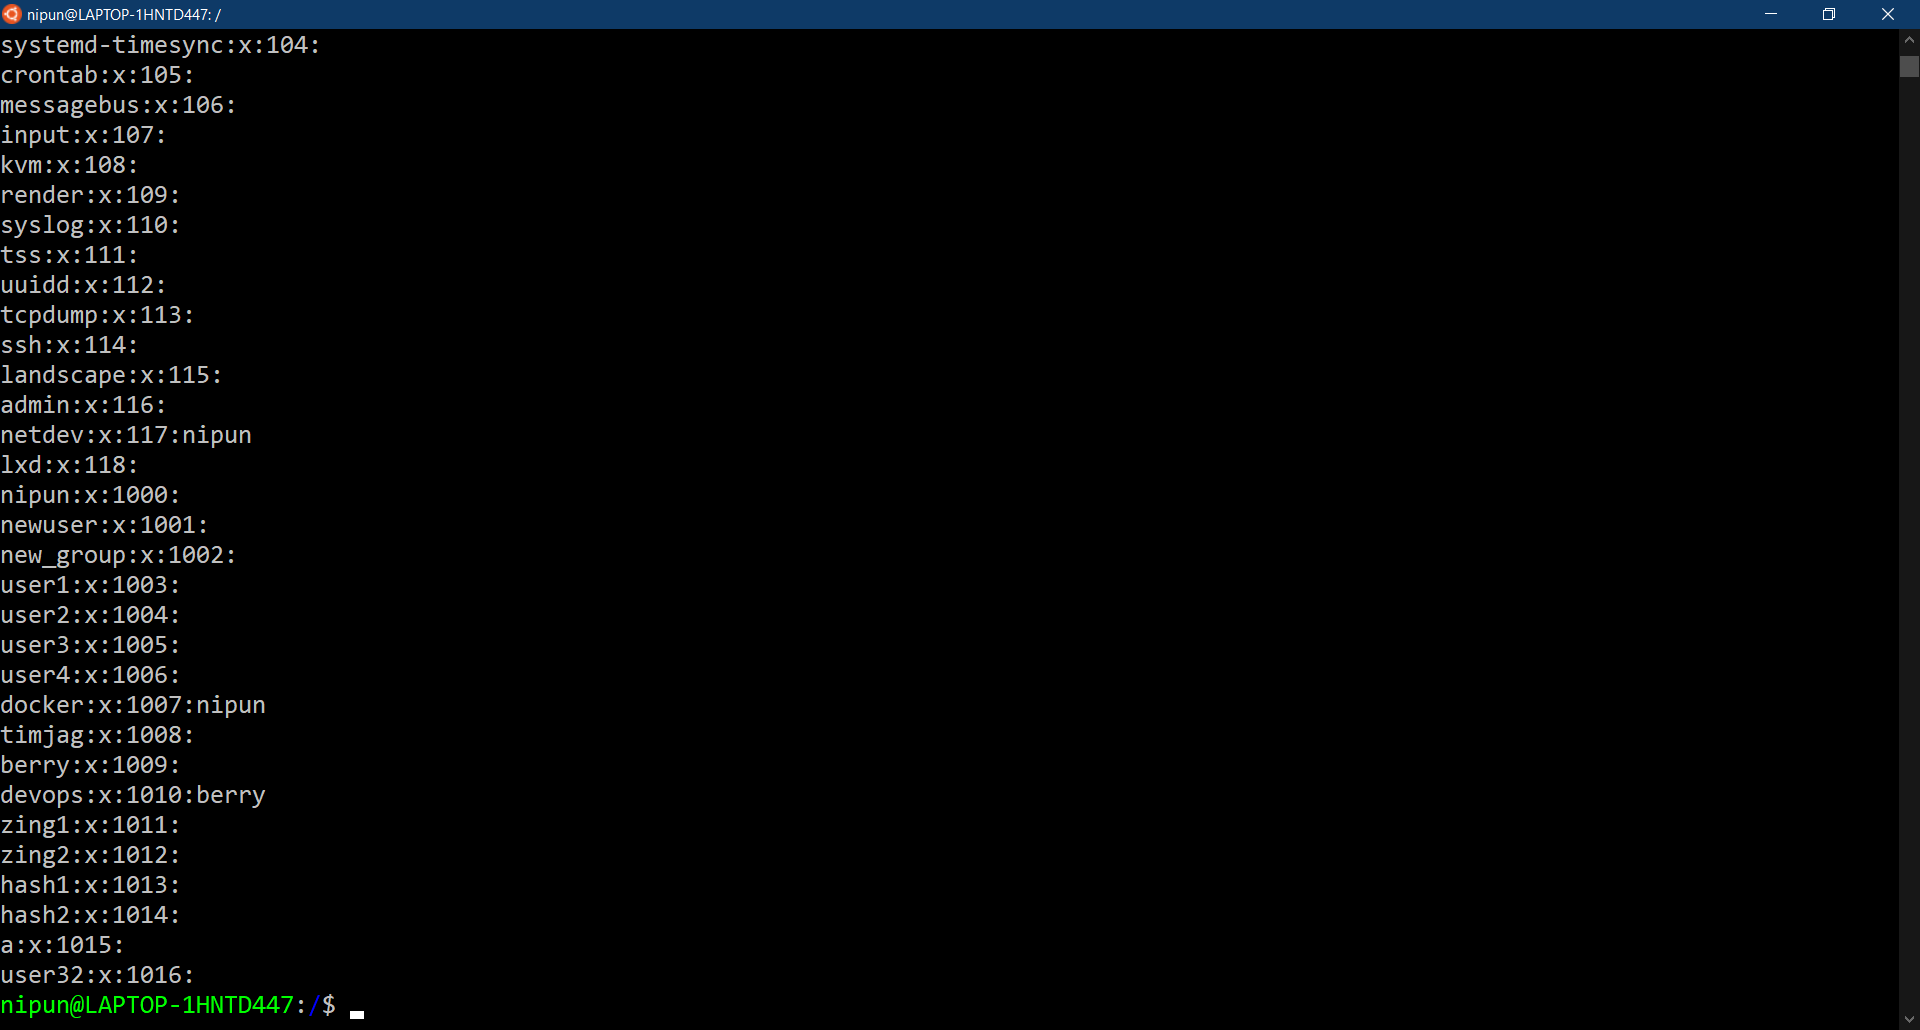 nipun@LAPTOP-1HNTD447: /
systemd-timesync:x:104:
crontab:x:105:
messagebus:x:106:
input:x:107:
kvm:x:108:
render:x:109:
syslog:x:110:
tss:x:111:
uuidd:x:112:
tcpdump:x:113:
ssh:x:114:
landscape:x:115:
admin:x:116:
netdev:x:117:nipun
lxd:x:118:
nipun:x:1000:
newuser:x:1001:
new_group:x:1002:
user1:x:1003:
user2:x:1004:
user3:x:1005:
user4:x:1006:
docker:x:1007:nipun
timjag:x:1008:
berry:x:1009:
devops:x:1010:berry
zing1:x:1011:
zing2:x:1012:
hash1:x:1013:
hash2:x:1014:
a:x:1015:
user32:x:1016:
nipun@LAPTOP-1HNTD447:/$